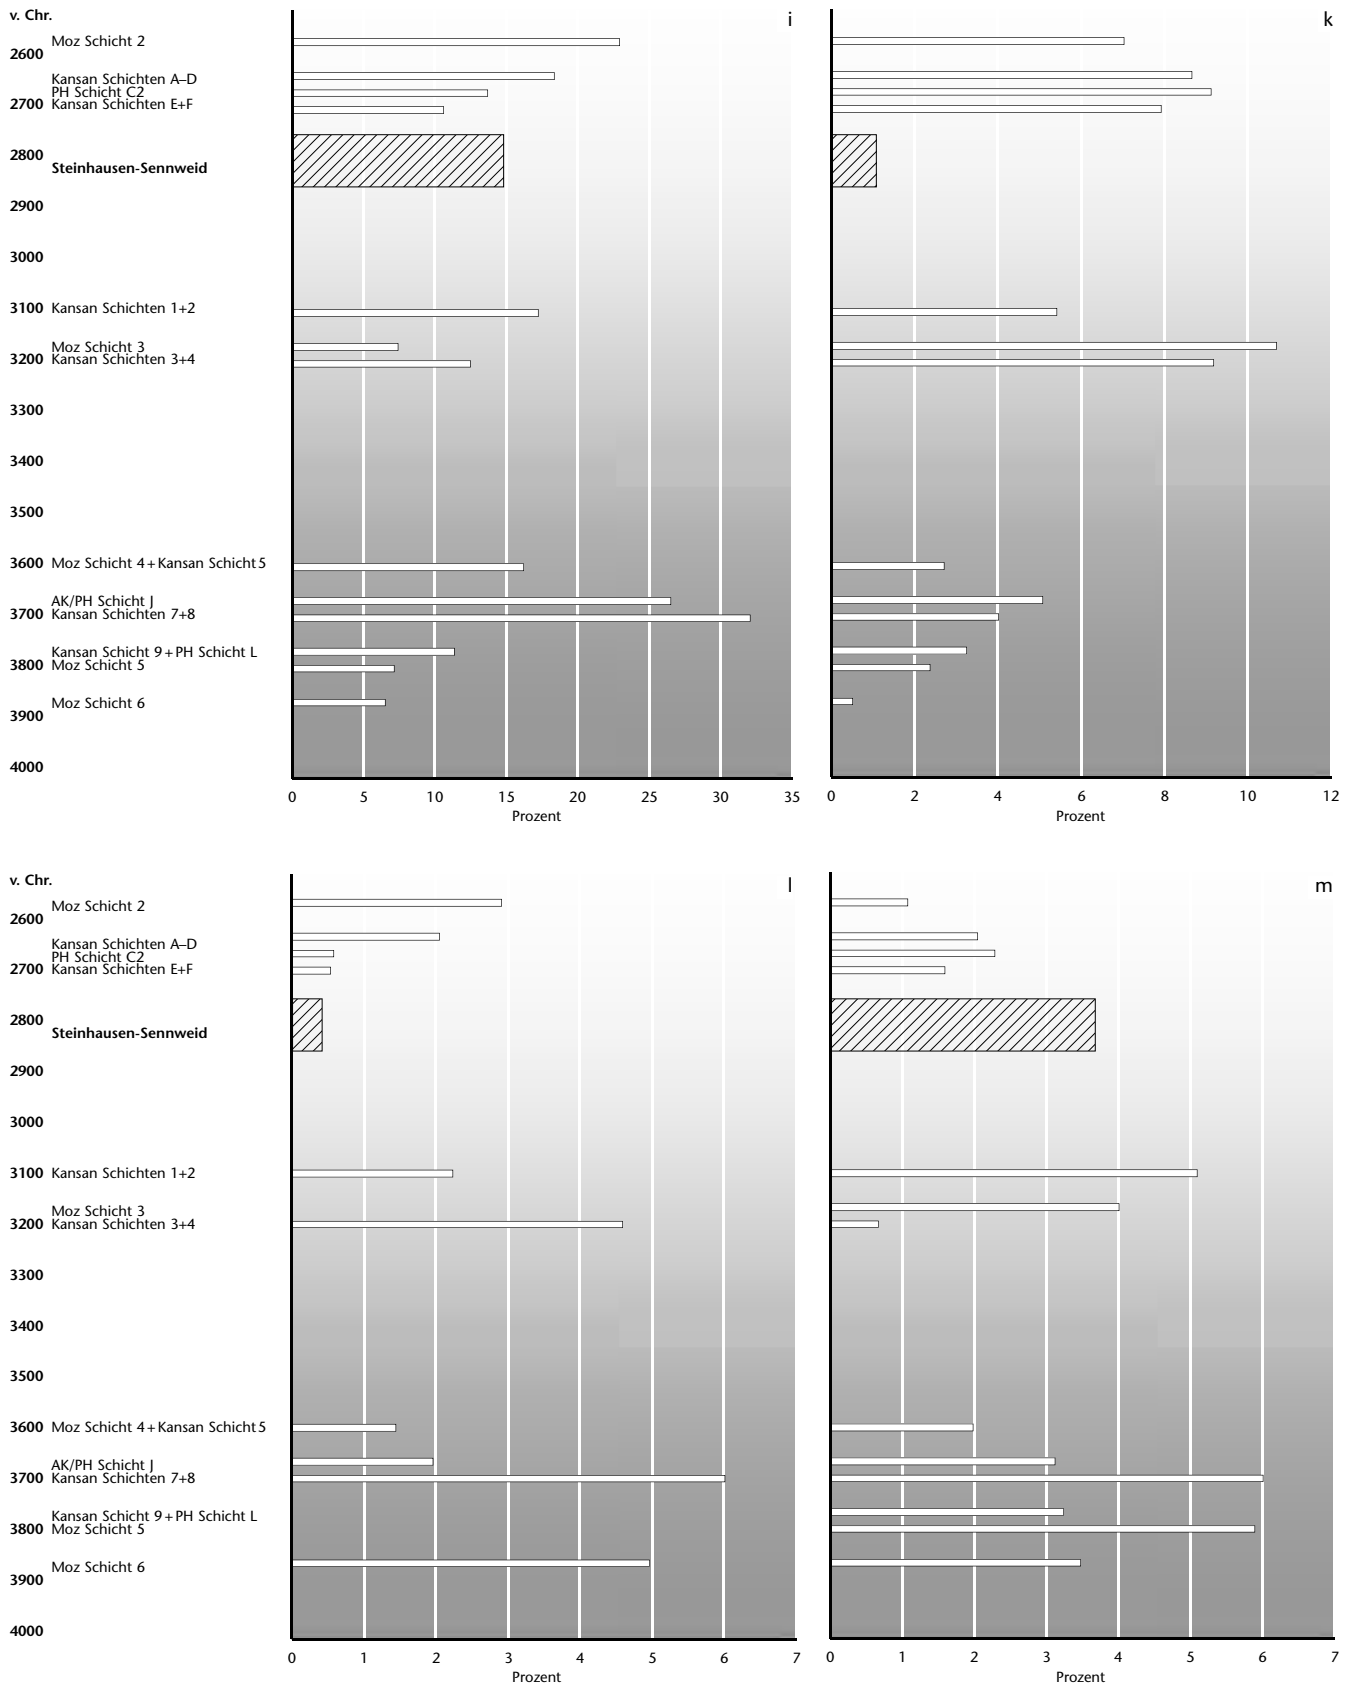 v. Chr.
i
k
Moz Schicht 2
2600
Kansan Schichten A–D
PH Schicht C2
2700 Kansan Schichten E+F
2800
Steinhausen-Sennweid
2900
3000
3100 Kansan Schichten 1+2
Moz Schicht 3
3200 Kansan Schichten 3+4
3300
3400
3500
3600 Moz Schicht 4+Kansan Schicht 5
AK/PH Schicht J
3700 Kansan Schichten 7+8
Kansan Schicht 9+PH Schicht L
3800 Moz Schicht 5
Moz Schicht 6
3900
4000
0 5 10 15 20 25 30 35
Prozent
0 2 4 6 8 10 12
Prozent
v. Chr.
l
m
Moz Schicht 2
2600
Kansan Schichten A–D
PH Schicht C2
2700 Kansan Schichten E+F
2800
Steinhausen-Sennweid
2900
3000
3100 Kansan Schichten 1+2
Moz Schicht 3
3200 Kansan Schichten 3+4
3300
3400
3500
3600 Moz Schicht 4+Kansan Schicht 5
AK/PH Schicht J
3700 Kansan Schichten 7+8
Kansan Schicht 9+PH Schicht L
3800 Moz Schicht 5
Moz Schicht 6
3900
4000
0 1 2 3 4 5 6 7
Prozent
0 1 2 3 4 5 6 7
Prozent